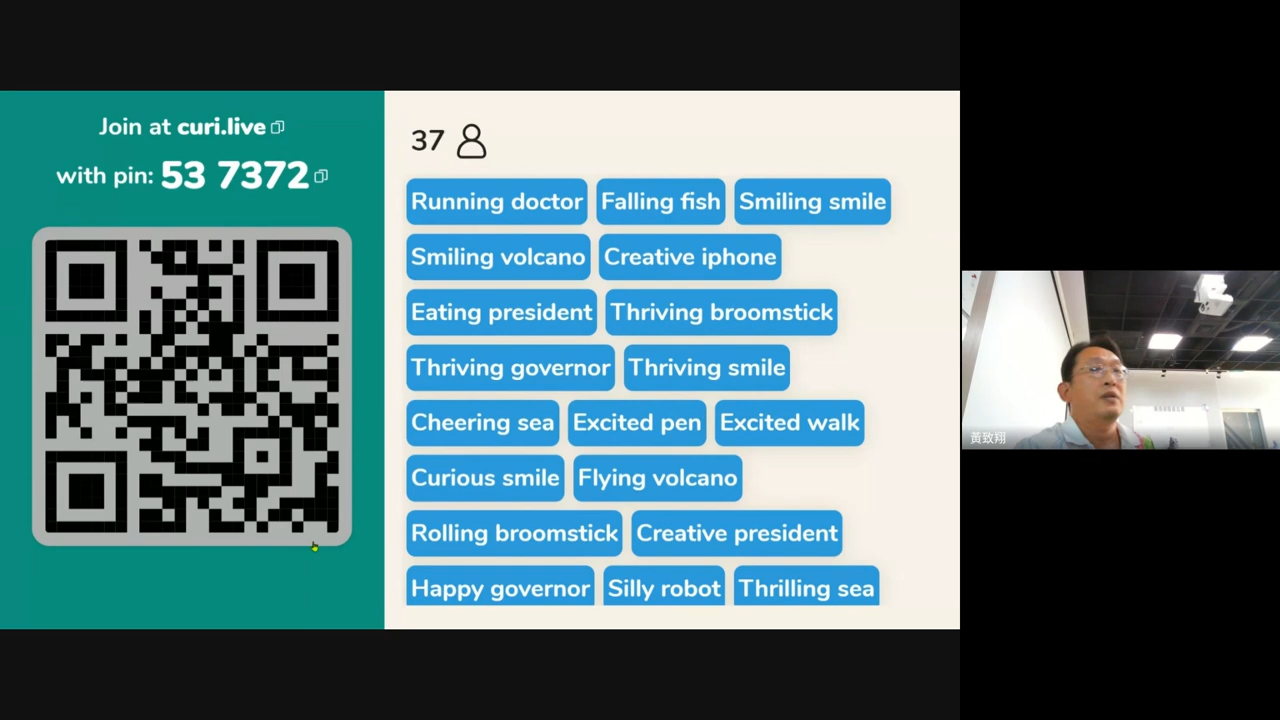 Join at curi.live
with pin: 53 7372
37
Running doctor Falling fish Smiling smile
Smiling volcano Creative iphone
Eating president Thriving broomstick
Thriving governor Thriving smile
Cheering sea Excited pen Excited walk
Curious smile Flying volcano
Rolling broomstick Creative president
Happy governor Silly robot Thrilling sea
黃致翔